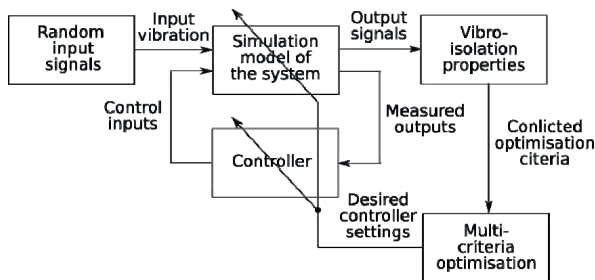 Random
input
signals
Input
vibration
Simulation
model of
the system
Output
signals
Vibro-
isolation
properties
Control
inputs
Measured
outputs
Conlicted
optimisation
citeria
Controller
Desired
controller
settings
Multi-
criteria
optimisation